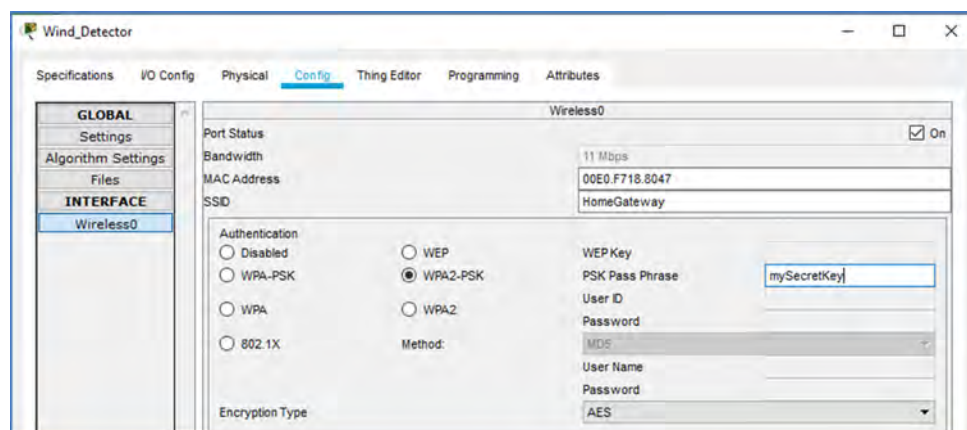 Wind_Detector
Specifications I/O Config Physical Config Thing Editor Programming Attributes
GLOBAL
Settings
Algorithm Settings
Files
INTERFACE
Wireless0
Wireless0
Port Status On
Bandwidth 11 Mbps
MAC Address 00E0.F718.8047
SSID HomeGateway
Authentication
Disabled WEP WEP Key
WPA-PSK WPA2-PSK PSK Pass Phrase mySecretKey
User ID
WPA WPA2
Password
802.1X Method: MD5
User Name
Password
Encryption Type AES